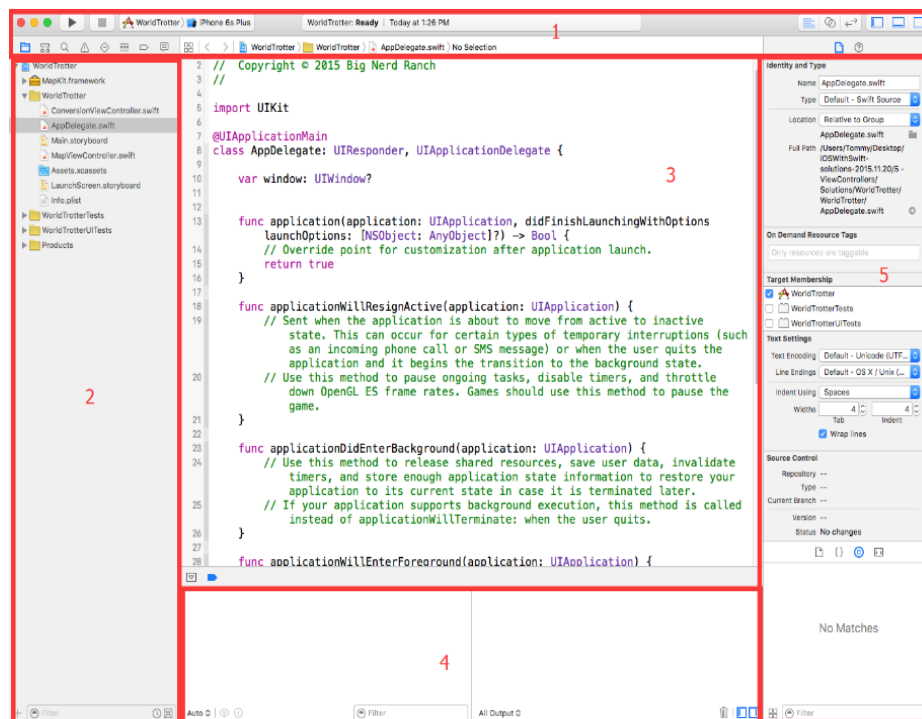 WorldTrotter iPhone 6s Plus
WorldTrotter: Ready | Today at 1:26 PM
1
WorldTrotter WorldTrotter AppDelegate.swift No Selection
WorldTrotter
MapKit.framework
WorldTrotter
ConversionViewController.swift
AppDelegate.swift
Main.storyboard
MapViewController.swift
Assets.xcassets
LaunchScreen.storyboard
Info.plist
WorldTrotterTests
WorldTrotterUITests
Products
2
Filter
2 // Copyright © 2015 Big Nerd Ranch
3 //
4
5 import UIKit
6
7 @UIApplicationMain
8 class AppDelegate: UIResponder, UIApplicationDelegate {
9
10 var window: UIWindow?
11
12
13 func application(application: UIApplication, didFinishLaunchingWithOptions
launchOptions: [NSObject: AnyObject]?) -> Bool {
14 // Override point for customization after application launch.
15 return true
16 }
17
18 func applicationWillResignActive(application: UIApplication) {
19 // Sent when the application is about to move from active to inactive
state. This can occur for certain types of temporary interruptions (such
as an incoming phone call or SMS message) or when the user quits the
application and it begins the transition to the background state.
20 // Use this method to pause ongoing tasks, disable timers, and throttle
down OpenGL ES frame rates. Games should use this method to pause the
game.
21 }
22
23 func applicationDidEnterBackground(application: UIApplication) {
24 // Use this method to release shared resources, save user data, invalidate
timers, and store enough application state information to restore your
application to its current state in case it is terminated later.
25 // If your application supports background execution, this method is called
instead of applicationWillTerminate: when the user quits.
26 }
27
28 func applicationWillEnterForeground(application: UIApplication) {
3
4
Auto
Filter
All Output
Identity and Type
Name AppDelegate.swift
Type Default - Swift Source
Location Relative to Group
AppDelegate.swift
Full Path /Users/Tommy/Desktop/
iOSWithSwift-
solutions-2015.11.20/5 -
ViewControllers/
Solutions/WorldTrotter/
WorldTrotter/
AppDelegate.swift
On Demand Resource Tags
Only resources are taggable
5
Target Membership
WorldTrotter
WorldTrotterTests
WorldTrotterUITests
Text Settings
Text Encoding Default - Unicode (UTF...
Line Endings Default - OS X / Unix (...
Indent Using Spaces
Widths 4 4
Tab Indent
Wrap lines
Source Control
Repository --
Type --
Current Branch --
Version --
Status No changes
No Matches
Filter